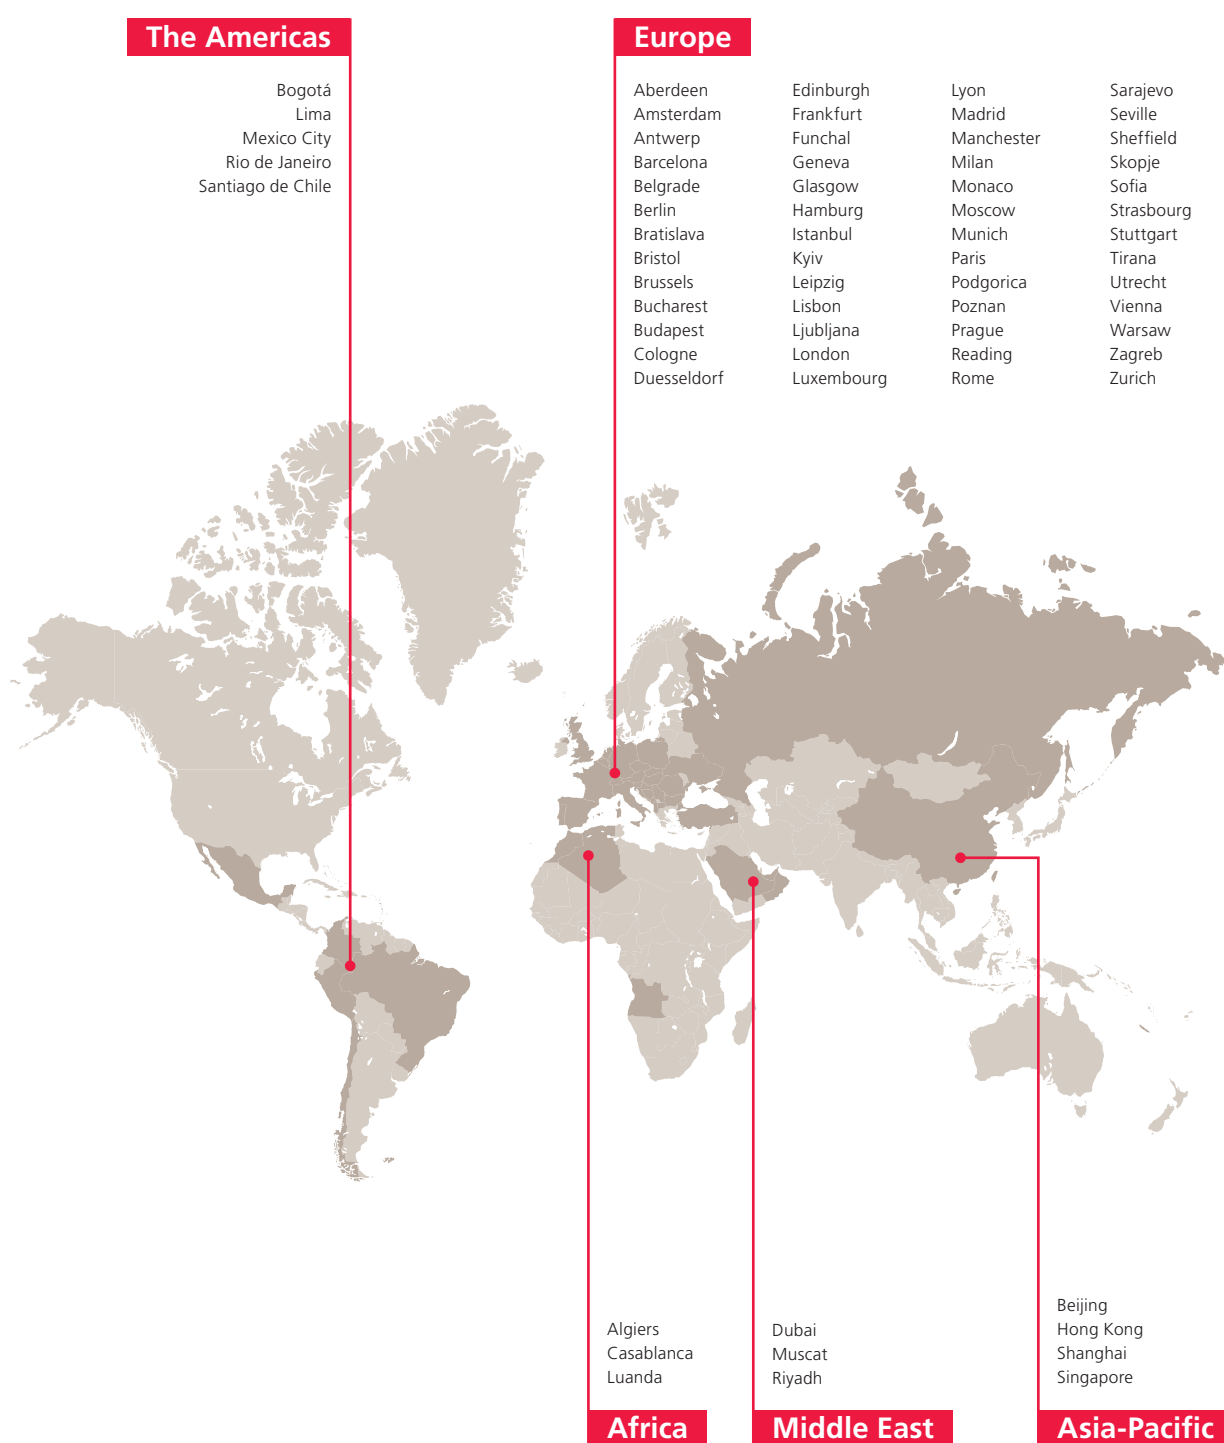 The Americas
Bogotá
Lima
Mexico City
Rio de Janeiro
Santiago de Chile
Europe
Aberdeen
Amsterdam
Antwerp
Barcelona
Belgrade
Berlin
Bratislava
Bristol
Brussels
Bucharest
Budapest
Cologne
Duesseldorf
Edinburgh
Frankfurt
Funchal
Geneva
Glasgow
Hamburg
Istanbul
Kyiv
Leipzig
Lisbon
Ljubljana
London
Luxembourg
Lyon
Madrid
Manchester
Milan
Monaco
Moscow
Munich
Paris
Podgorica
Poznan
Prague
Reading
Rome
Sarajevo
Seville
Sheffield
Skopje
Sofia
Strasbourg
Stuttgart
Tirana
Utrecht
Vienna
Warsaw
Zagreb
Zurich
Algiers
Casablanca
Luanda
Africa
Dubai
Muscat
Riyadh
Middle East
Beijing
Hong Kong
Shanghai
Singapore
Asia-Pacific